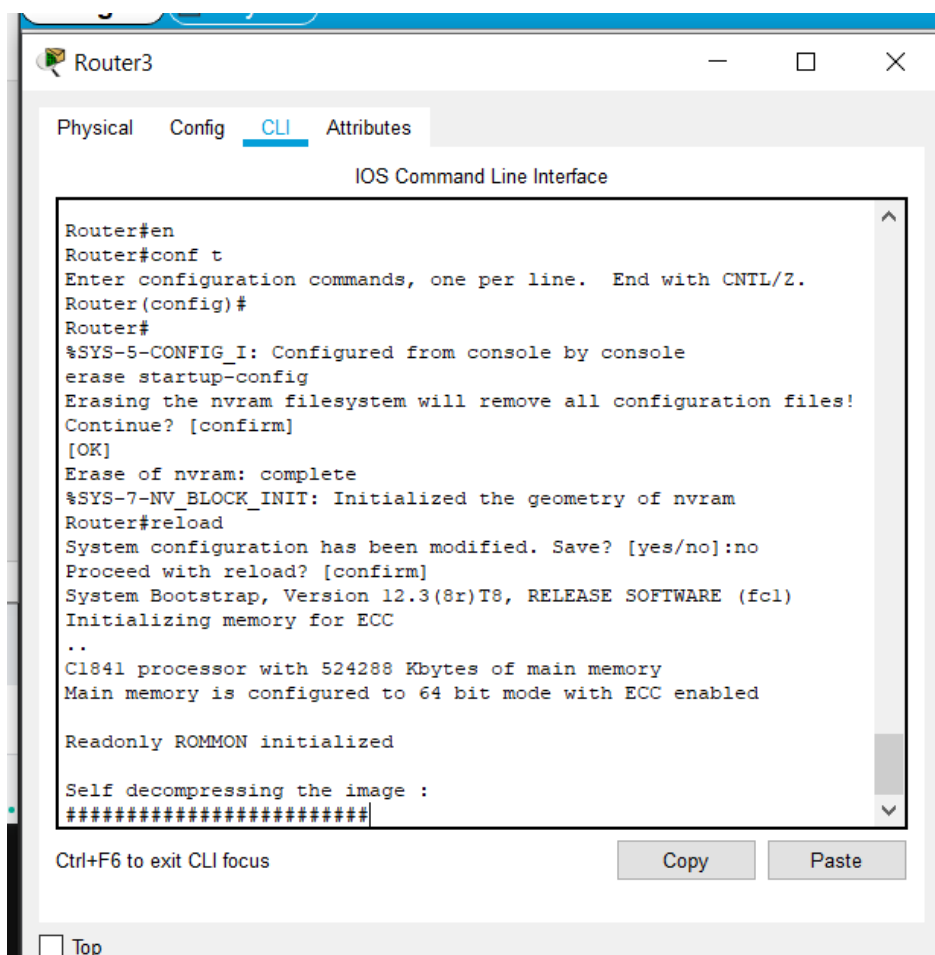 Router3
Physical Config CLI Attributes
IOS Command Line Interface
Router#en
Router#conf t
Enter configuration commands, one per line.  End with CNTL/Z.
Router(config)#
Router#
%SYS-5-CONFIG_I: Configured from console by console
erase startup-config
Erasing the nvram filesystem will remove all configuration files!
Continue? [confirm]
[OK]
Erase of nvram: complete
%SYS-7-NV_BLOCK_INIT: Initialized the geometry of nvram
Router#reload
System configuration has been modified. Save? [yes/no]:no
Proceed with reload? [confirm]
System Bootstrap, Version 12.3(8r)T8, RELEASE SOFTWARE (fc1)
Initializing memory for ECC
..
C1841 processor with 524288 Kbytes of main memory
Main memory is configured to 64 bit mode with ECC enabled
Readonly ROMMON initialized
Self decompressing the image :
#########################
Ctrl+F6 to exit CLI focus
Copy Paste
Top